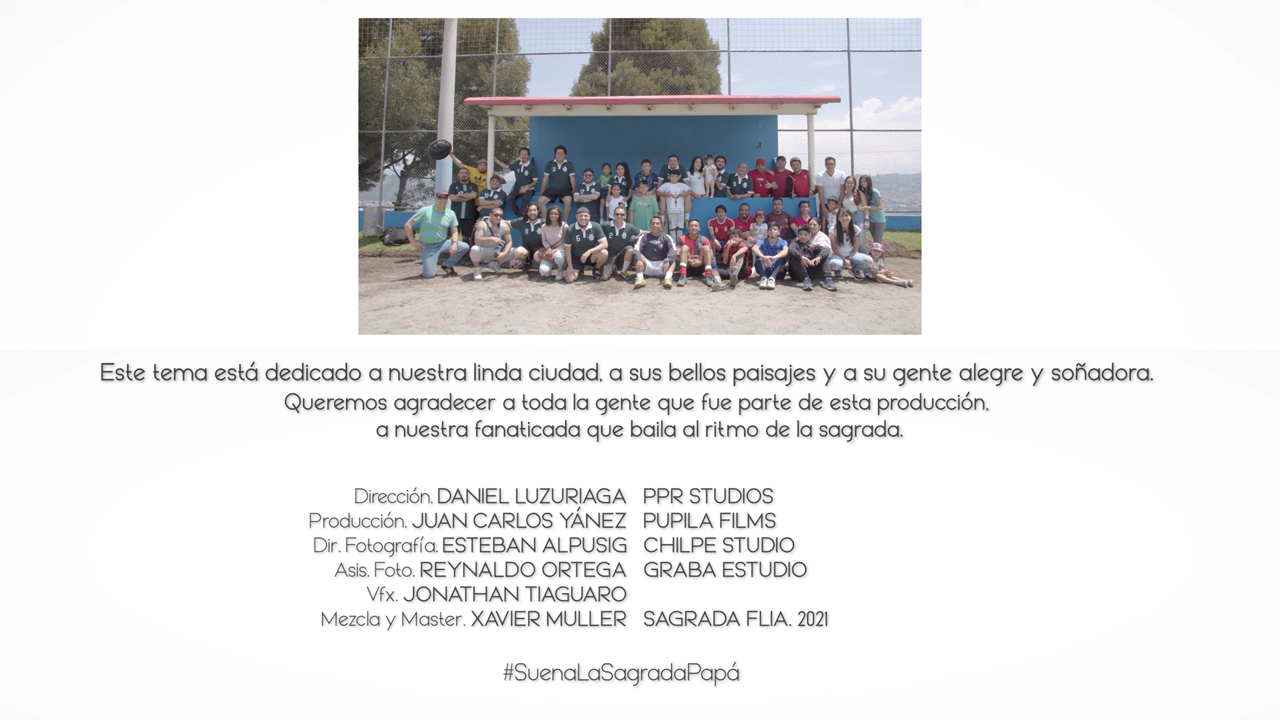 Este tema está dedicado a nuestra linda ciudad, a sus bellos paisajes y a su gente alegre y soñadora.
Queremos agradecer a toda la gente que fue parte de esta producción,
a nuestra fanaticada que baila al ritmo de la sagrada.
Dirección. DANIEL LUZURIAGA PPR STUDIOS
Producción. JUAN CARLOS YÁNEZ PUPILA FILMS
Dir. Fotografía. ESTEBAN ALPUSIG CHILPE STUDIO
Asis. Foto. REYNALDO ORTEGA GRABA ESTUDIO
Vfx. JONATHAN TIAGUARO
Mezcla y Master. XAVIER MULLER SAGRADA FLIA. 2021
#SuenaLaSagradaPapá